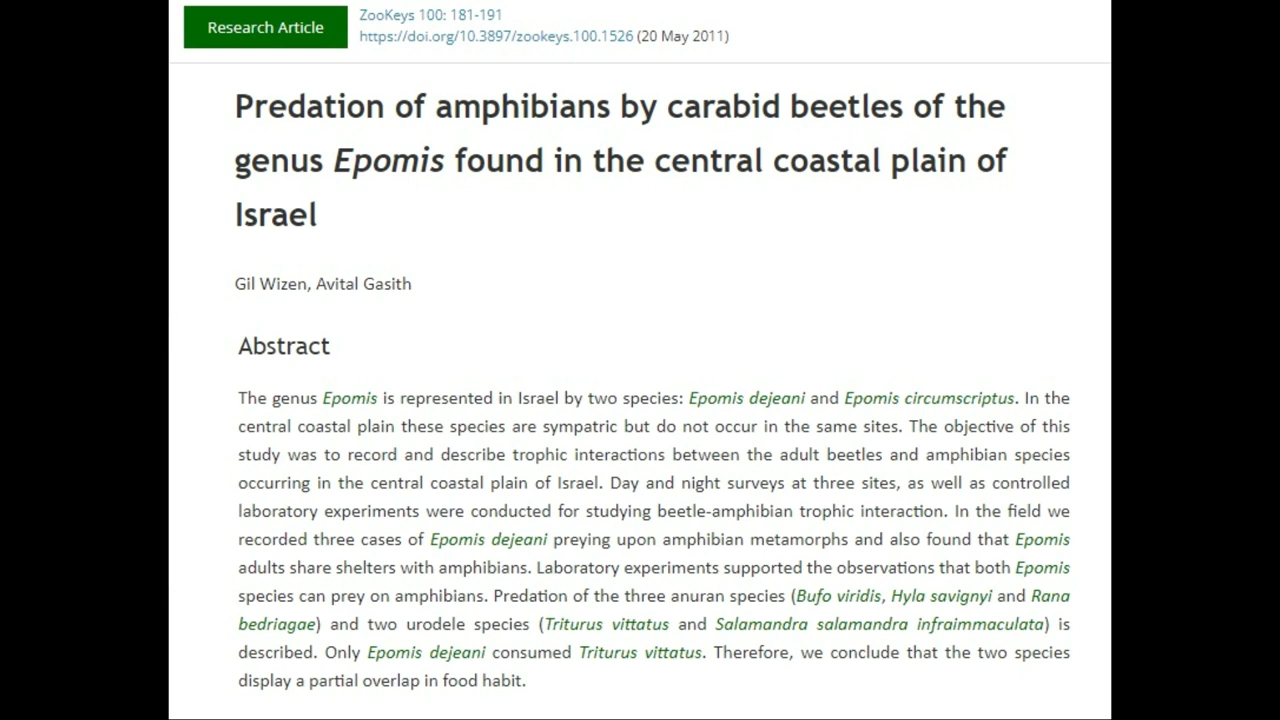 Research Article
ZooKeys 100: 181-191
https://doi.org/10.3897/zookeys.100.1526 (20 May 2011)
Predation of amphibians by carabid beetles of the
genus Epomis found in the central coastal plain of
Israel
Gil Wizen, Avital Gasith
Abstract
The genus Epomis is represented in Israel by two species: Epomis dejeani and Epomis circumscriptus. In the
central coastal plain these species are sympatric but do not occur in the same sites. The objective of this
study was to record and describe trophic interactions between the adult beetles and amphibian species
occurring in the central coastal plain of Israel. Day and night surveys at three sites, as well as controlled
laboratory experiments were conducted for studying beetle-amphibian trophic interaction. In the field we
recorded three cases of Epomis dejeani preying upon amphibian metamorphs and also found that Epomis
adults share shelters with amphibians. Laboratory experiments supported the observations that both Epomis
species can prey on amphibians. Predation of the three anuran species (Bufo viridis, Hyla savignyi and Rana
bedriagae) and two urodele species (Triturus vittatus and Salamandra salamandra infraimmaculata) is
described. Only Epomis dejeani consumed Triturus vittatus. Therefore, we conclude that the two species
display a partial overlap in food habit.